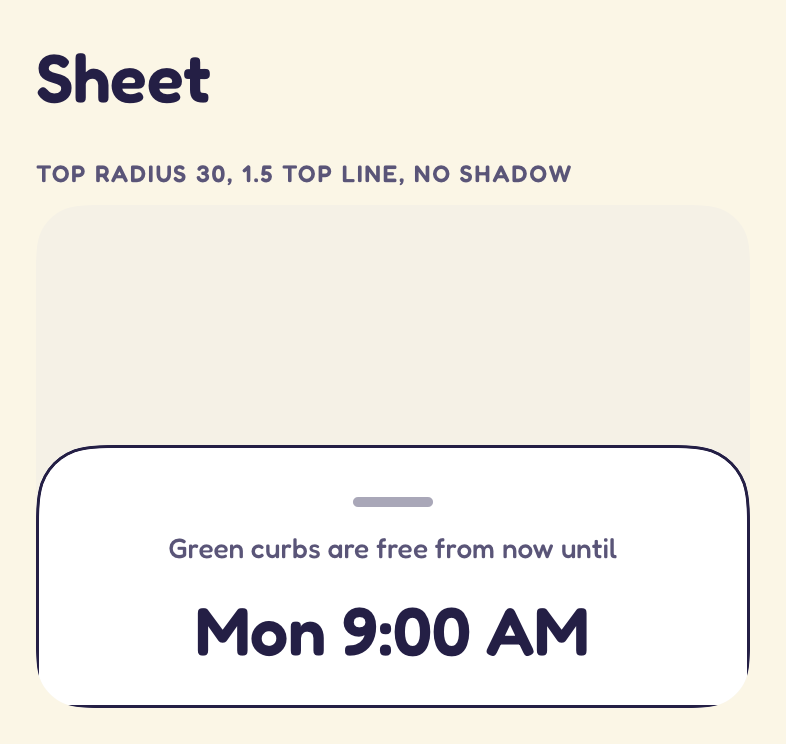 Sheet
TOP RADIUS 30, 1.5 TOP LINE, NO SHADOW
Green curbs are free from now until
Mon 9:00 AM